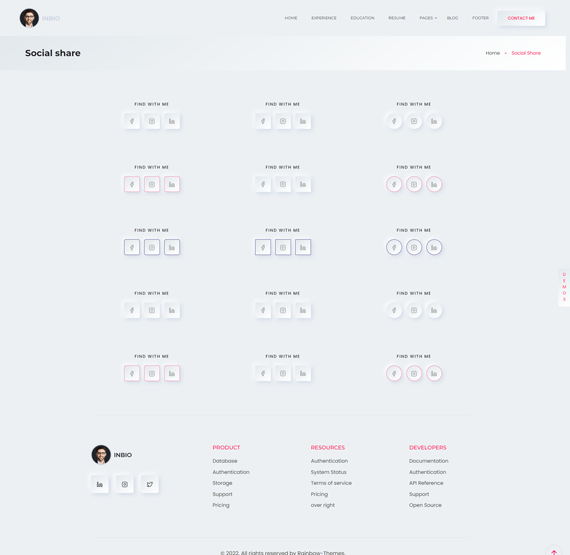 INBIO
HOME EXPERIENCE EDUCATION RESUME PAGES BLOG FOOTER CONTACT ME
Social share
Home Social Share
FIND WITH ME FIND WITH ME FIND WITH ME
FIND WITH ME FIND WITH ME FIND WITH ME
FIND WITH ME FIND WITH ME FIND WITH ME
DEMOS
FIND WITH ME FIND WITH ME FIND WITH ME
FIND WITH ME FIND WITH ME FIND WITH ME
INBIO
PRODUCT
Database
Authentication
Storage
Support
Pricing
RESOURCES
Authentication
System Status
Terms of service
Pricing
over right
DEVELOPERS
Documentation
Authentication
API Reference
Support
Open Source
© 2022. All rights reserved by Rainbow-Themes.